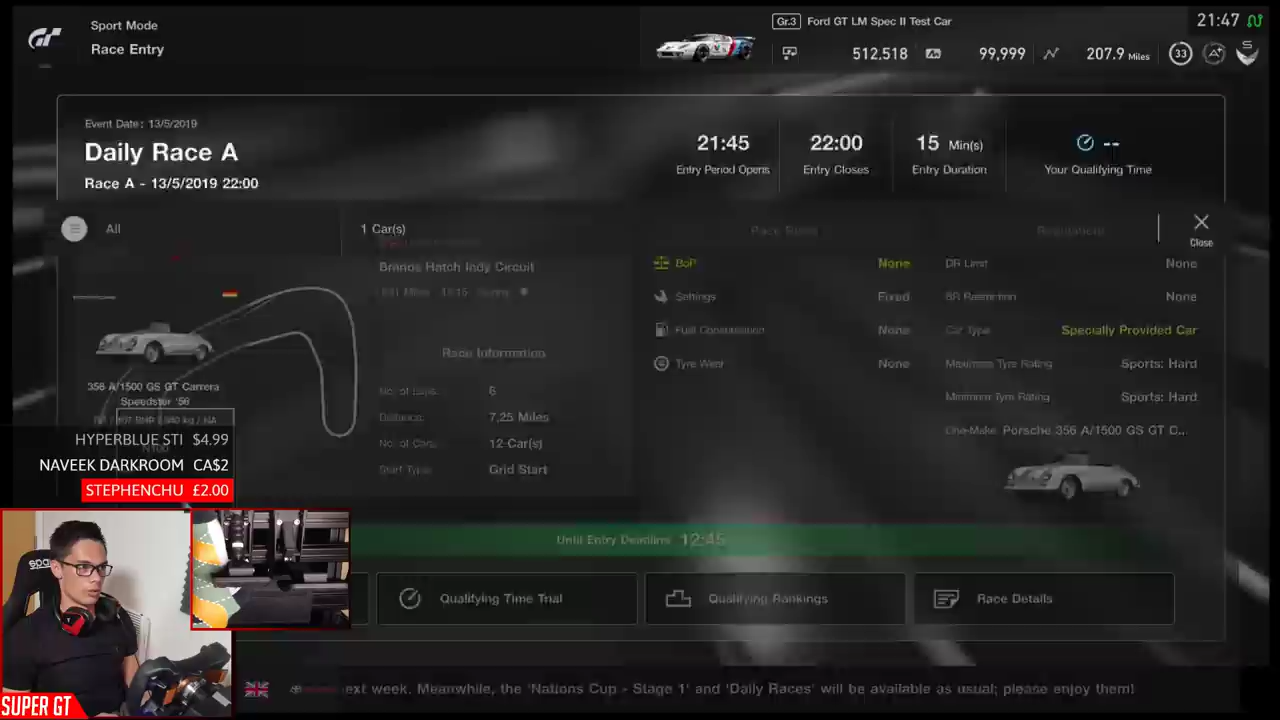 Sport Mode
Race Entry
Gr.3 Ford GT LM Spec II Test Car
21:47
512,518
99,999
207.9 Miles
33
S
Event Date : 13/5/2019
Daily Race A
Race A - 13/5/2019 22:00
21:45
Entry Period Opens
22:00
Entry Closes
15 Min(s)
Entry Duration
--
Your Qualifying Time
All
1 Car(s)
Race Rules
Regulations
Close
Brands Hatch Indy Circuit
356 A/1500 GS GT Carrera
Speedster '56
Race Information
No. of Laps: 6
Distance: 7.25 Miles
No. of Cars: 12 Car(s)
Start Type: Grid Start
BoP None
Settings Fixed
Fuel Consumption None
Tyre Wear None
DR Limit None
SR Restriction None
Car Type Specially Provided Car
Maximum Tyre Rating Sports: Hard
Minimum Tyre Rating Sports: Hard
One-Make: Porsche 356 A/1500 GS GT C...
HYPERBLUE STI $4.99
NAVEEK DARKROOM CA$2
STEPHENCHU £2.00
Until Entry Deadline 12:45
Qualifying Time Trial
Qualifying Rankings
Race Details
SUPER GT
ext week. Meanwhile, the 'Nations Cup - Stage 1' and 'Daily Races' will be available as usual; please enjoy them!